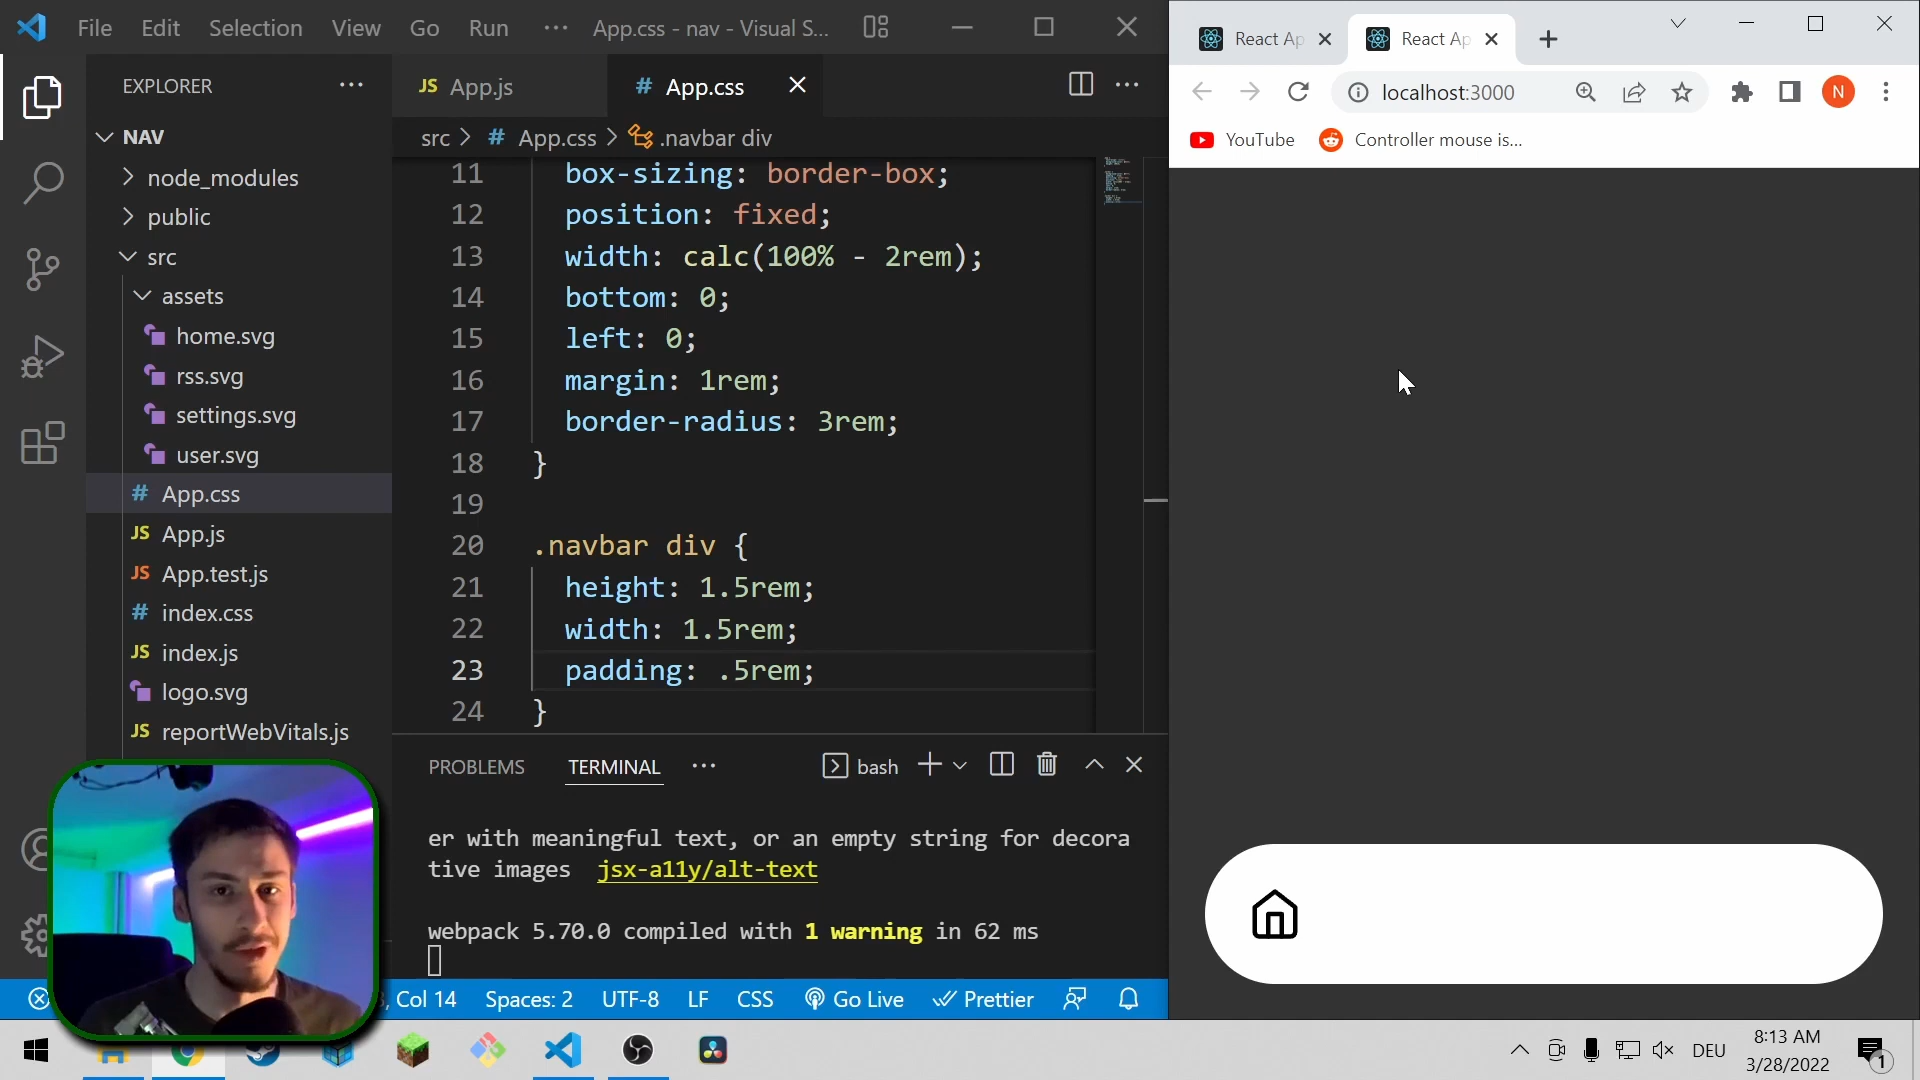 File Edit Selection View Go Run ··· App.css - nav - Visual S...
EXPLORER ···
NAV
node_modules
public
src
assets
home.svg
rss.svg
settings.svg
user.svg
# App.css
JS App.js
JS App.test.js
# index.css
JS index.js
logo.svg
JS reportWebVitals.js
JS App.js # App.css
src > # App.css > .navbar div
11 box-sizing: border-box;
12 position: fixed;
13 width: calc(100% - 2rem);
14 bottom: 0;
15 left: 0;
16 margin: 1rem;
17 border-radius: 3rem;
18 }
19
20 .navbar div {
21 height: 1.5rem;
22 width: 1.5rem;
23 padding: .5rem;
24 }
PROBLEMS TERMINAL ··· bash
er with meaningful text, or an empty string for decora
tive images jsx-a11y/alt-text
webpack 5.70.0 compiled with 1 warning in 62 ms
Col 14 Spaces: 2 UTF-8 LF CSS Go Live Prettier
React Ap React Ap
localhost:3000 N
YouTube Controller mouse is...
DEU
8:13 AM
3/28/2022
1